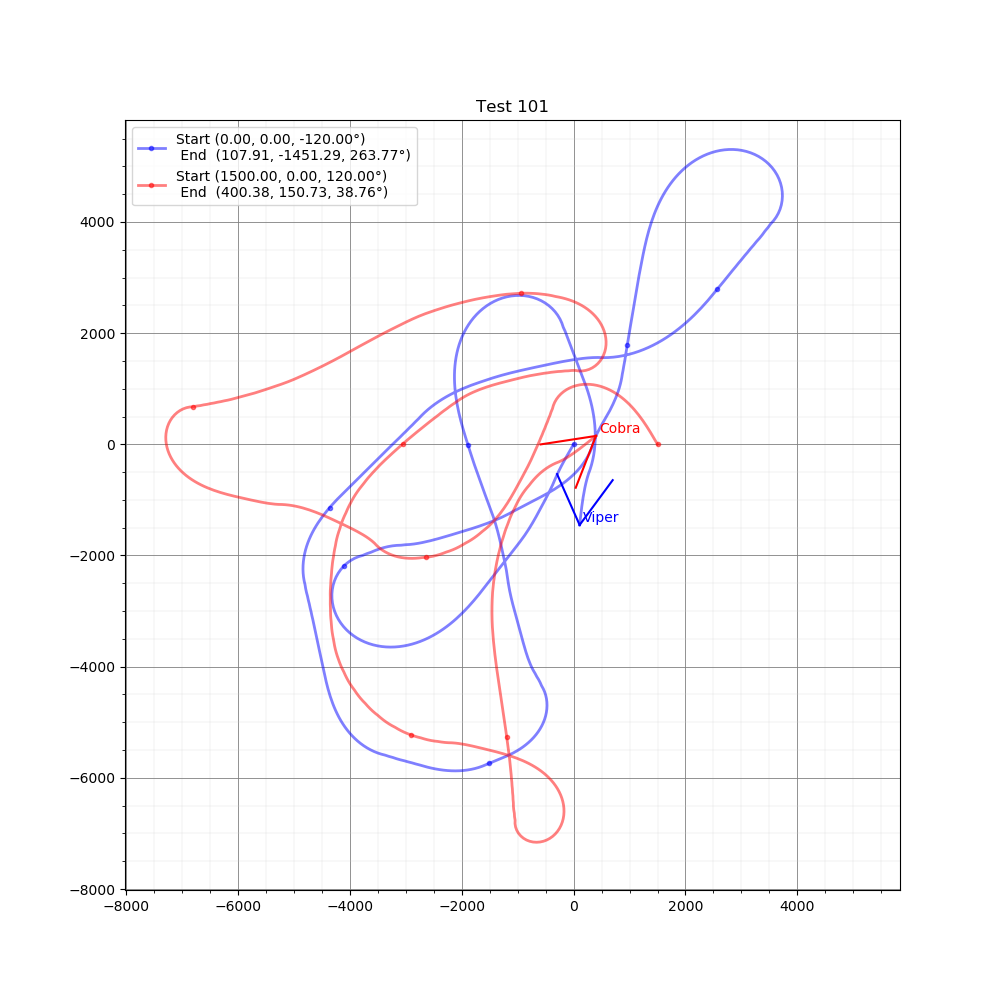 Test 101
Start (0.00, 0.00, -120.00°)
End  (107.91, -1451.29, 263.77°)
Start (1500.00, 0.00, 120.00°)
End  (400.38, 150.73, 38.76°)
4000
2000
0
−2000
−4000
−6000
−8000
Cobra
Viper
−8000 −6000 −4000 −2000 0 2000 4000